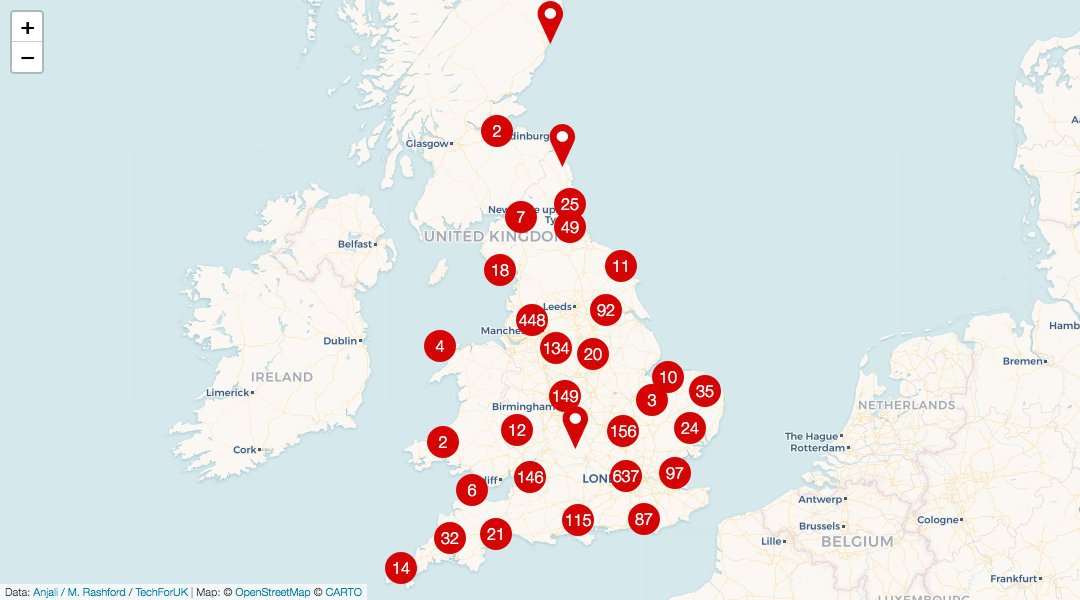 +
−
2
dinburg
Glasgow
25
New
e up
7
Ty
49
UNITED KINGDO
Belfast
11
18
Leeds
92
448
Manches
Dublin
4
134
20
10
IRELAND
35
Limerick
149
3
NETHERLANDS
Birmingham
24
12
156
The Hague
Rotterdam
2
Cork
97
637
LON
146
diff
6
Antwerp
115
87
Cologne
Brussels
21
32
Lille
BELGIUM
14
Frankfurt
LUXEMBOURG
Bremen
Hamb
Data: Anjali / M. Rashford / TechForUK | Map: © OpenStreetMap © CARTO